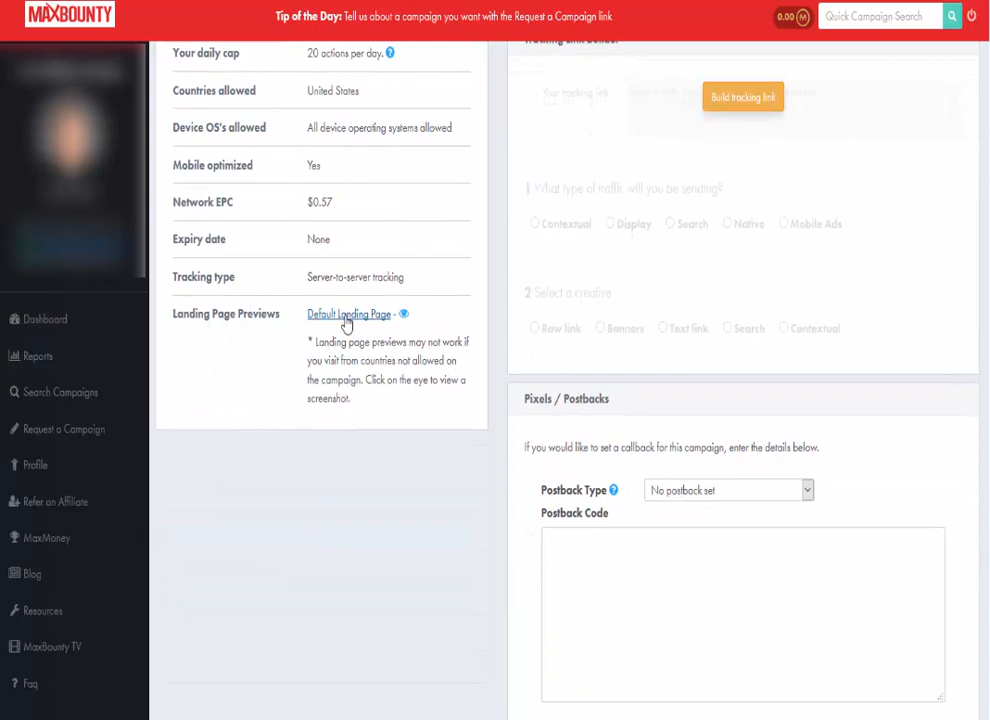 MAXBOUNTY
Tip of the Day: Tell us about a campaign you want with the Request a Campaign link
0.00 M
Quick Campaign Search
Your daily cap 20 actions per day. ?
Countries allowed United States
Device OS's allowed All device operating systems allowed
Mobile optimized Yes
Network EPC $0.57
Expiry date None
Tracking type Server-to-server tracking
Landing Page Previews Default Landing Page -
* Landing page previews may not work if
you visit from countries not allowed on
the campaign. Click on the eye to view a
screenshot.
Tracking Link Builder
Your tracking link
Build tracking link
1 What type of traffic will you be sending?
Contextual Display Search Native Mobile Ads
2 Select a creative
Raw link Banners Text link Search Contextual
Pixels / Postbacks
If you would like to set a callback for this campaign, enter the details below.
Postback Type ? No postback set
Postback Code
Dashboard
Reports
Search Campaigns
Request a Campaign
Profile
Refer an Affiliate
MaxMoney
Blog
Resources
MaxBounty TV
? Faq